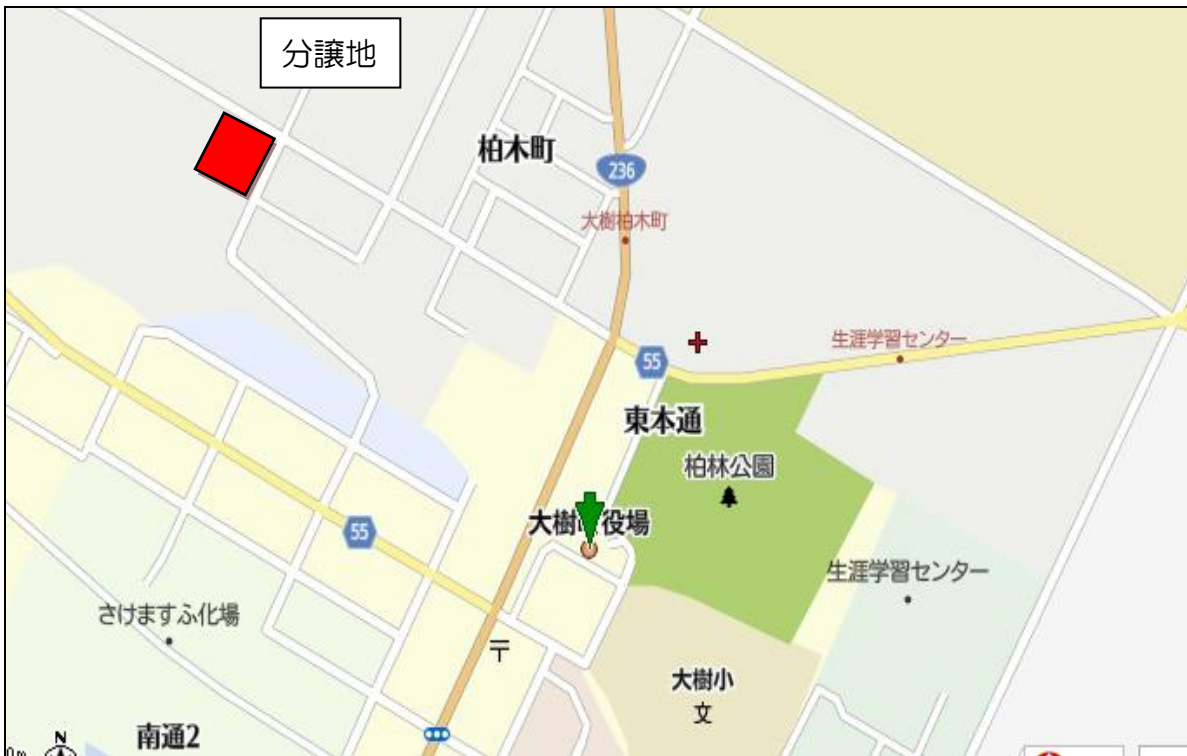 分譲地
柏木町
236
大樹柏木町
生涯学習センター
55
東本通
柏林公園
大樹
役場
生涯学習センター
55
さけますふ化場
〒
大樹小
文
南通2
N
0m